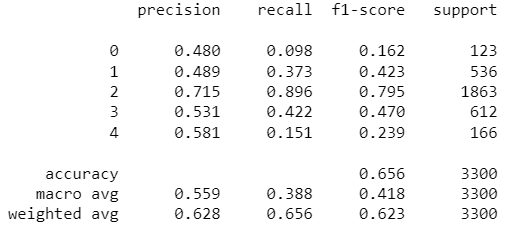 precision recall f1-score support
0 0.480 0.098 0.162 123
1 0.489 0.373 0.423 536
2 0.715 0.896 0.795 1863
3 0.531 0.422 0.470 612
4 0.581 0.151 0.239 166
accuracy 0.656 3300
macro avg 0.559 0.388 0.418 3300
weighted avg 0.628 0.656 0.623 3300